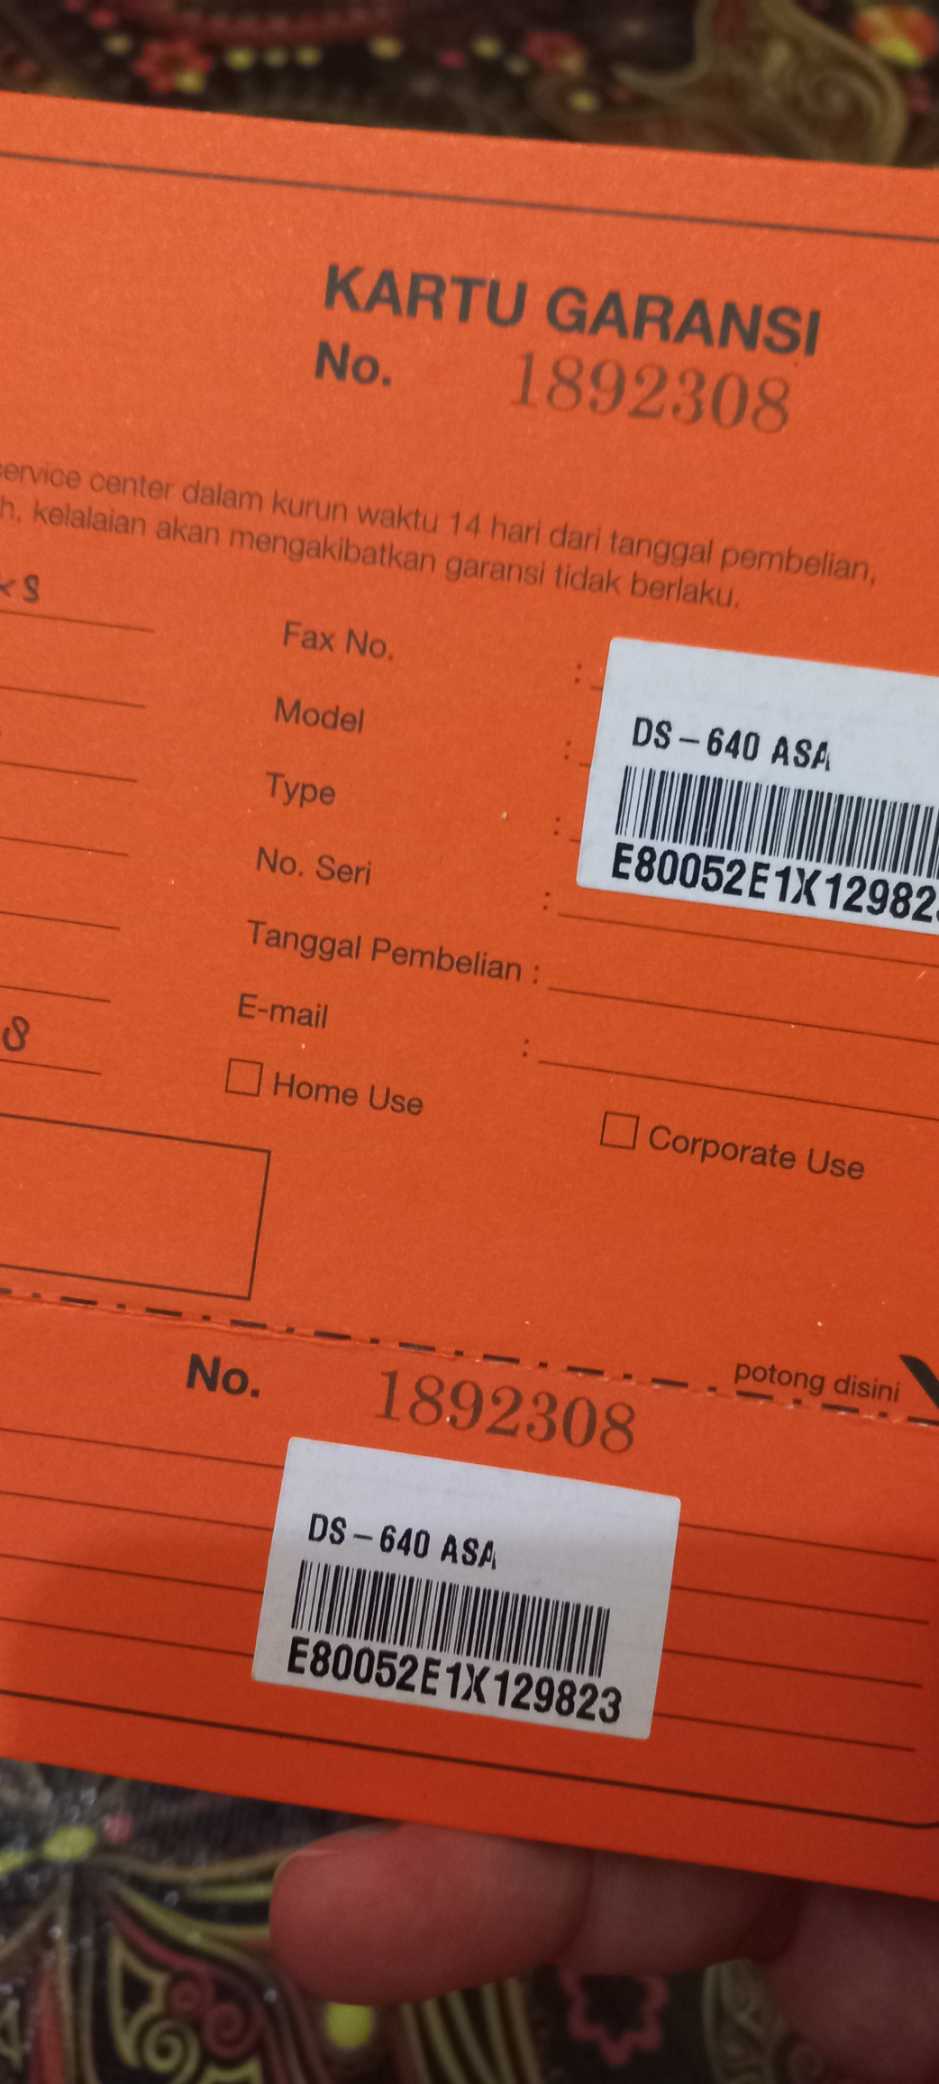 KARTU GARANSI
No. 1892308
service center dalam kurun waktu 14 hari dari tanggal pembelian,
kelalaian akan mengakibatkan garansi tidak berlaku.
Fax No. :
Model :
DS - 640 ASA
Type :
E80052E1X12982
No. Seri :
Tanggal Pembelian :
E-mail :
8
Home Use
Corporate Use
potong disini
No. 1892308
DS - 640 ASA
E80052E1X129823